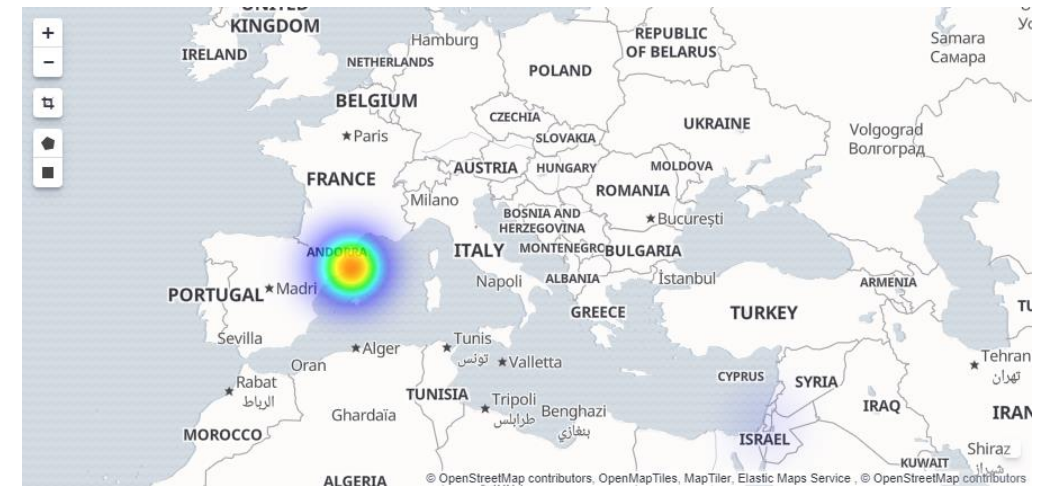 UNITED
KINGDOM
IRELAND
Hamburg
NETHERLANDS
REPUBLIC
OF BELARUS
Samara
Самара
POLAND
BELGIUM
CZECHIA
UKRAINE
Volgograd
Волгоград
Paris
SLOVAKIA
AUSTRIA
HUNGARY
MOLDOVA
FRANCE
ROMANIA
Milano
BOSNIA AND
HERZEGOVINA
București
ANDORRA
ITALY
MONTENEGRO
BULGARIA
Napoli
ALBANIA
İstanbul
ARMENIA
PORTUGAL
Madri
GREECE
TURKEY
Sevilla
Alger
Tunis
تونس
Valletta
Oran
Tehran
تهران
Rabat
الرباط
CYPRUS
SYRIA
TUNISIA
Tripoli
طرابلس
Benghazi
بنغازي
IRAQ
IRAN
Ghardaïa
MOROCCO
ISRAEL
Shiraz
شیراز
KUWAIT
ALGERIA
© OpenStreetMap contributors, OpenMapTiles, MapTiler, Elastic Maps Service , © OpenStreetMap contributors